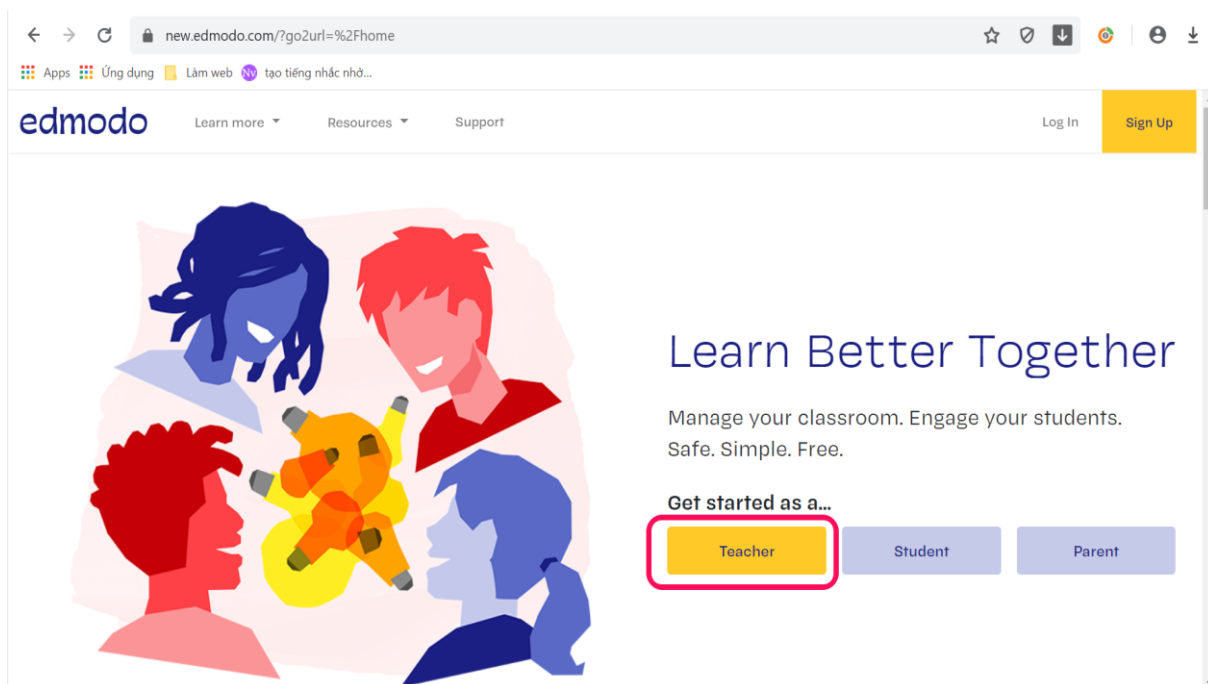 new.edmodo.com/?go2url=%2Fhome
Apps Ứng dụng Làm web Nv tạo tiếng nhắc nhở...
edmodo Learn more Resources Support Log In Sign Up
Learn Better Together
Manage your classroom. Engage your students.
Safe. Simple. Free.
Get started as a...
Teacher Student Parent